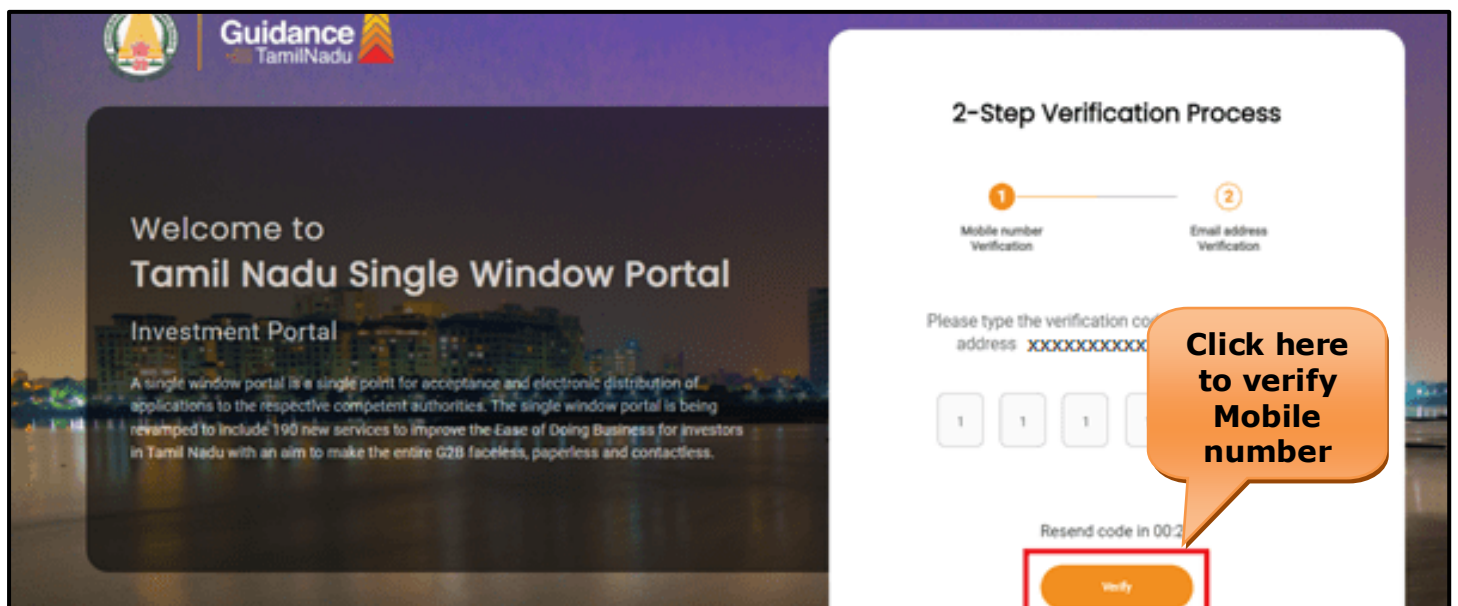 Guidance
TamilNadu
Welcome to
Tamil Nadu Single Window Portal
Investment Portal
A single window portal is a single point for acceptance and electronic distribution of
applications to the respective competent authorities. The single window portal is being
revamped to include 190 new services to improve the Ease of Doing Business for investors
in Tamil Nadu with an aim to make the entire G2B faceless, paperless and contactless.
2-Step Verification Process
1
2
Mobile number
Verification
Email address
Verification
Please type the verification
address xxxxxxxxxx
1 1 1
Click here
to verify
Mobile
number
Resend code in 00:2
Verify